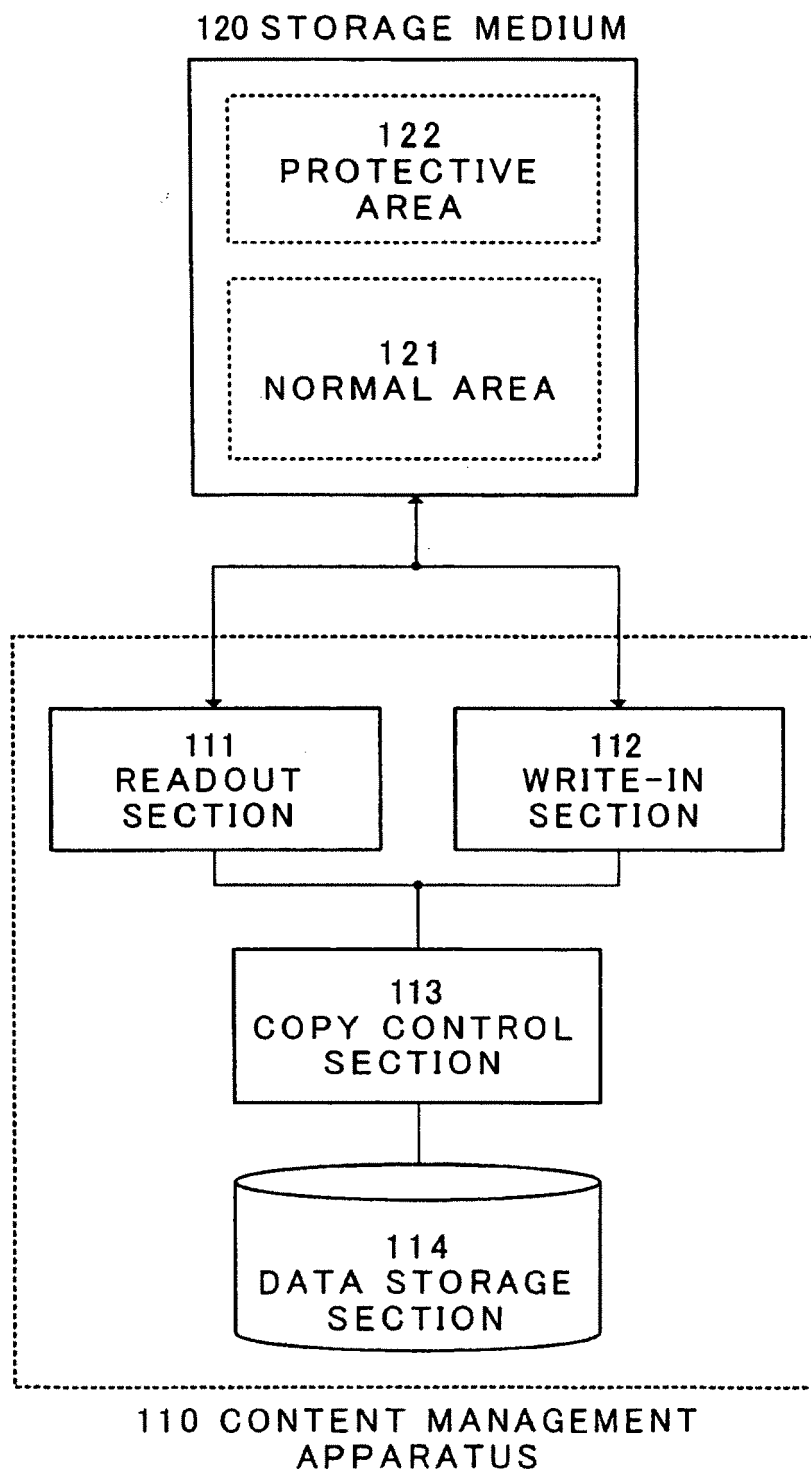 120 STORAGE MEDIUM
122
PROTECTIVE
AREA
121
NORMAL AREA
111
READOUT
SECTION
112
WRITE-IN
SECTION
113
COPY CONTROL
SECTION
114
DATA STORAGE
SECTION
110 CONTENT MANAGEMENT
APPARATUS